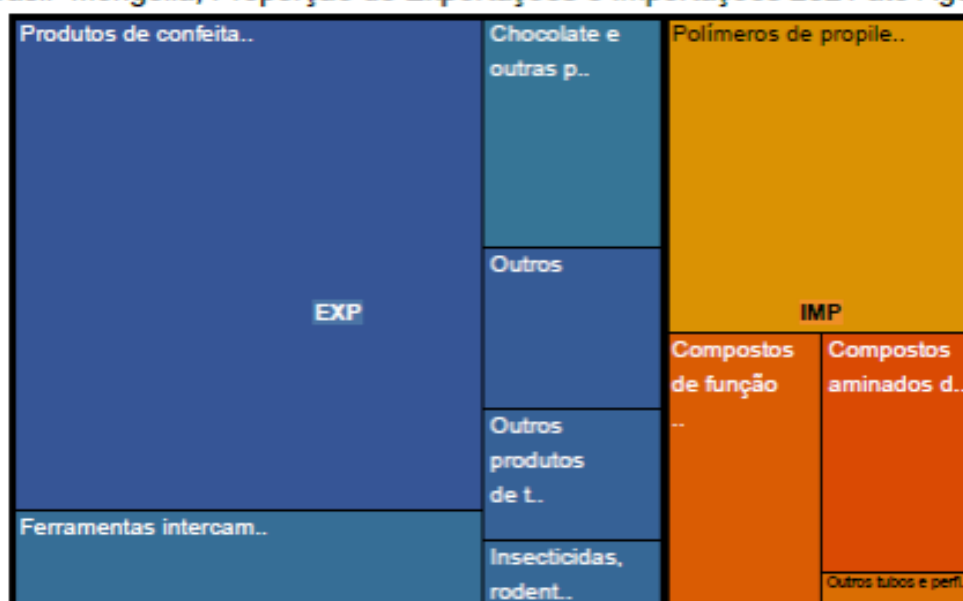 Produtos de confeita..
Chocolate e
outras p..
Polímeros de propile..
Outros
EXP
IMP
Compostos
de função
..
Compostos
aminados d..
Outros
produtos
de t..
Ferramentas intercam..
Insecticidas,
rodent..
Outros tubos e perfi.